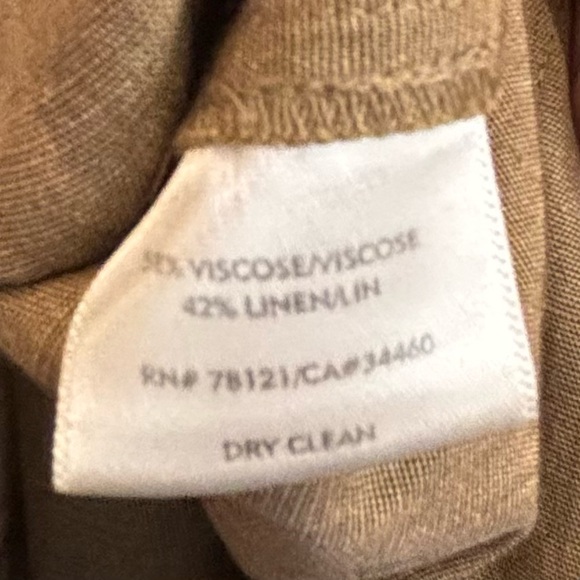 VISCOSE/VISCOSE
42% LINEN/LIN
RN# 78121/CA#34460
DRY CLEAN